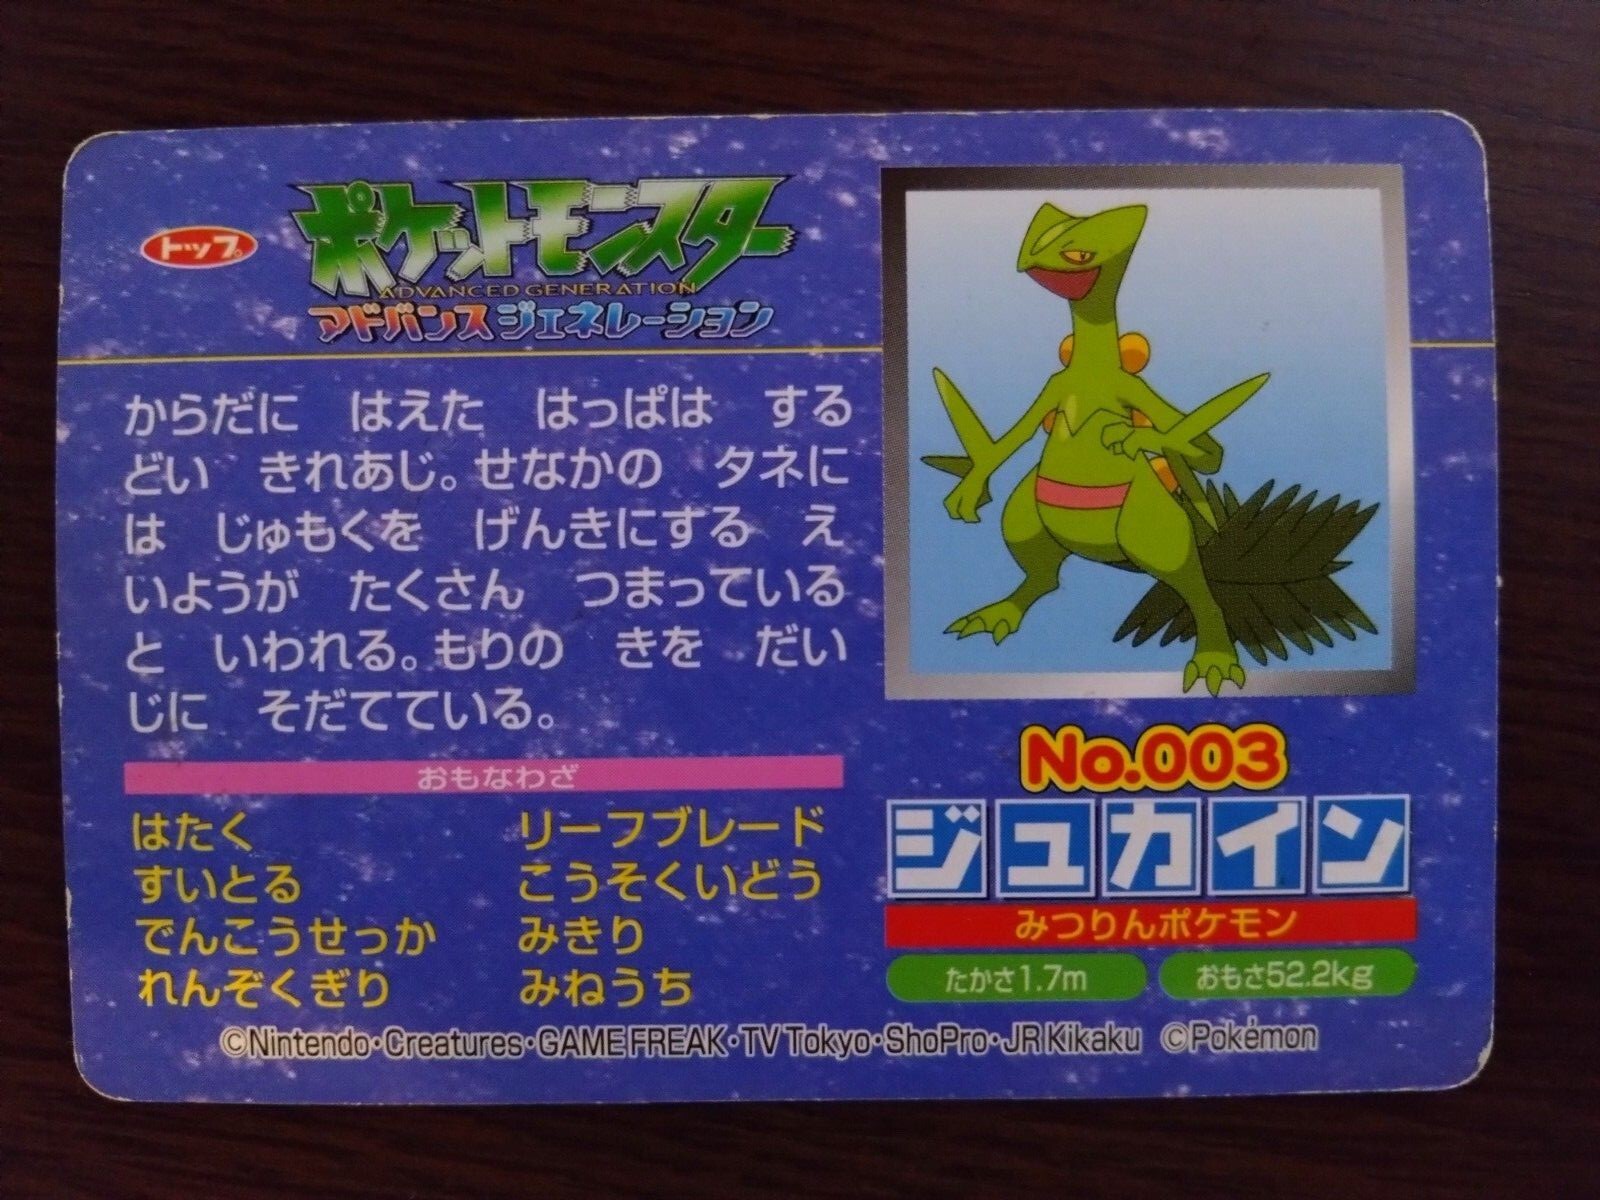 トップ
ポケットモンスター
ADVANCED GENERATION
アドバンスジェネレーション
からだに　はえた　はっぱは　する
どい　きれあじ。せなかの　タネに
は　じゅもくを　げんきにする　え
いようが　たくさん　つまっている
と　いわれる。もりの　きを　だい
じに　そだてている。
おもなわざ
はたく　リーフブレード
すいとる　こうそくいどう
でんこうせっか　みきり
れんぞくぎり　みねうち
No.003
ジュカイン
みつりんポケモン
たかさ1.7m　おもさ52.2kg
©Nintendo・Creatures・GAME FREAK・TV Tokyo・ShoPro・JR Kikaku ©Pokémon